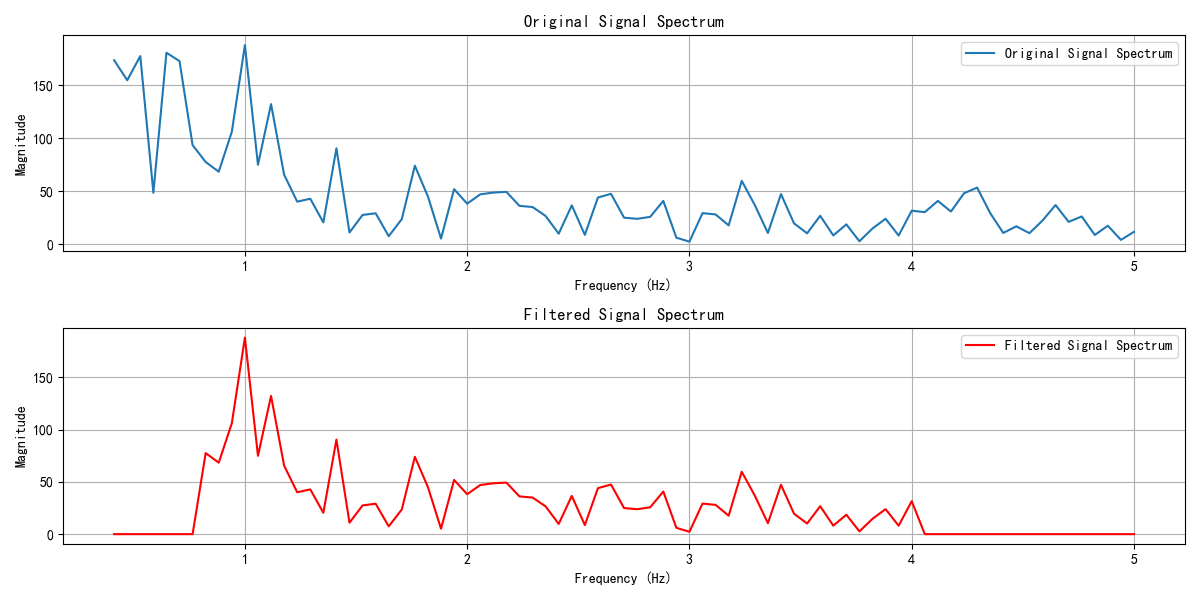 Original Signal Spectrum
Original Signal Spectrum
Magnitude
150
100
50
0
1 2 3 4 5
Frequency (Hz)
Filtered Signal Spectrum
Filtered Signal Spectrum
Magnitude
150
100
50
0
1 2 3 4 5
Frequency (Hz)